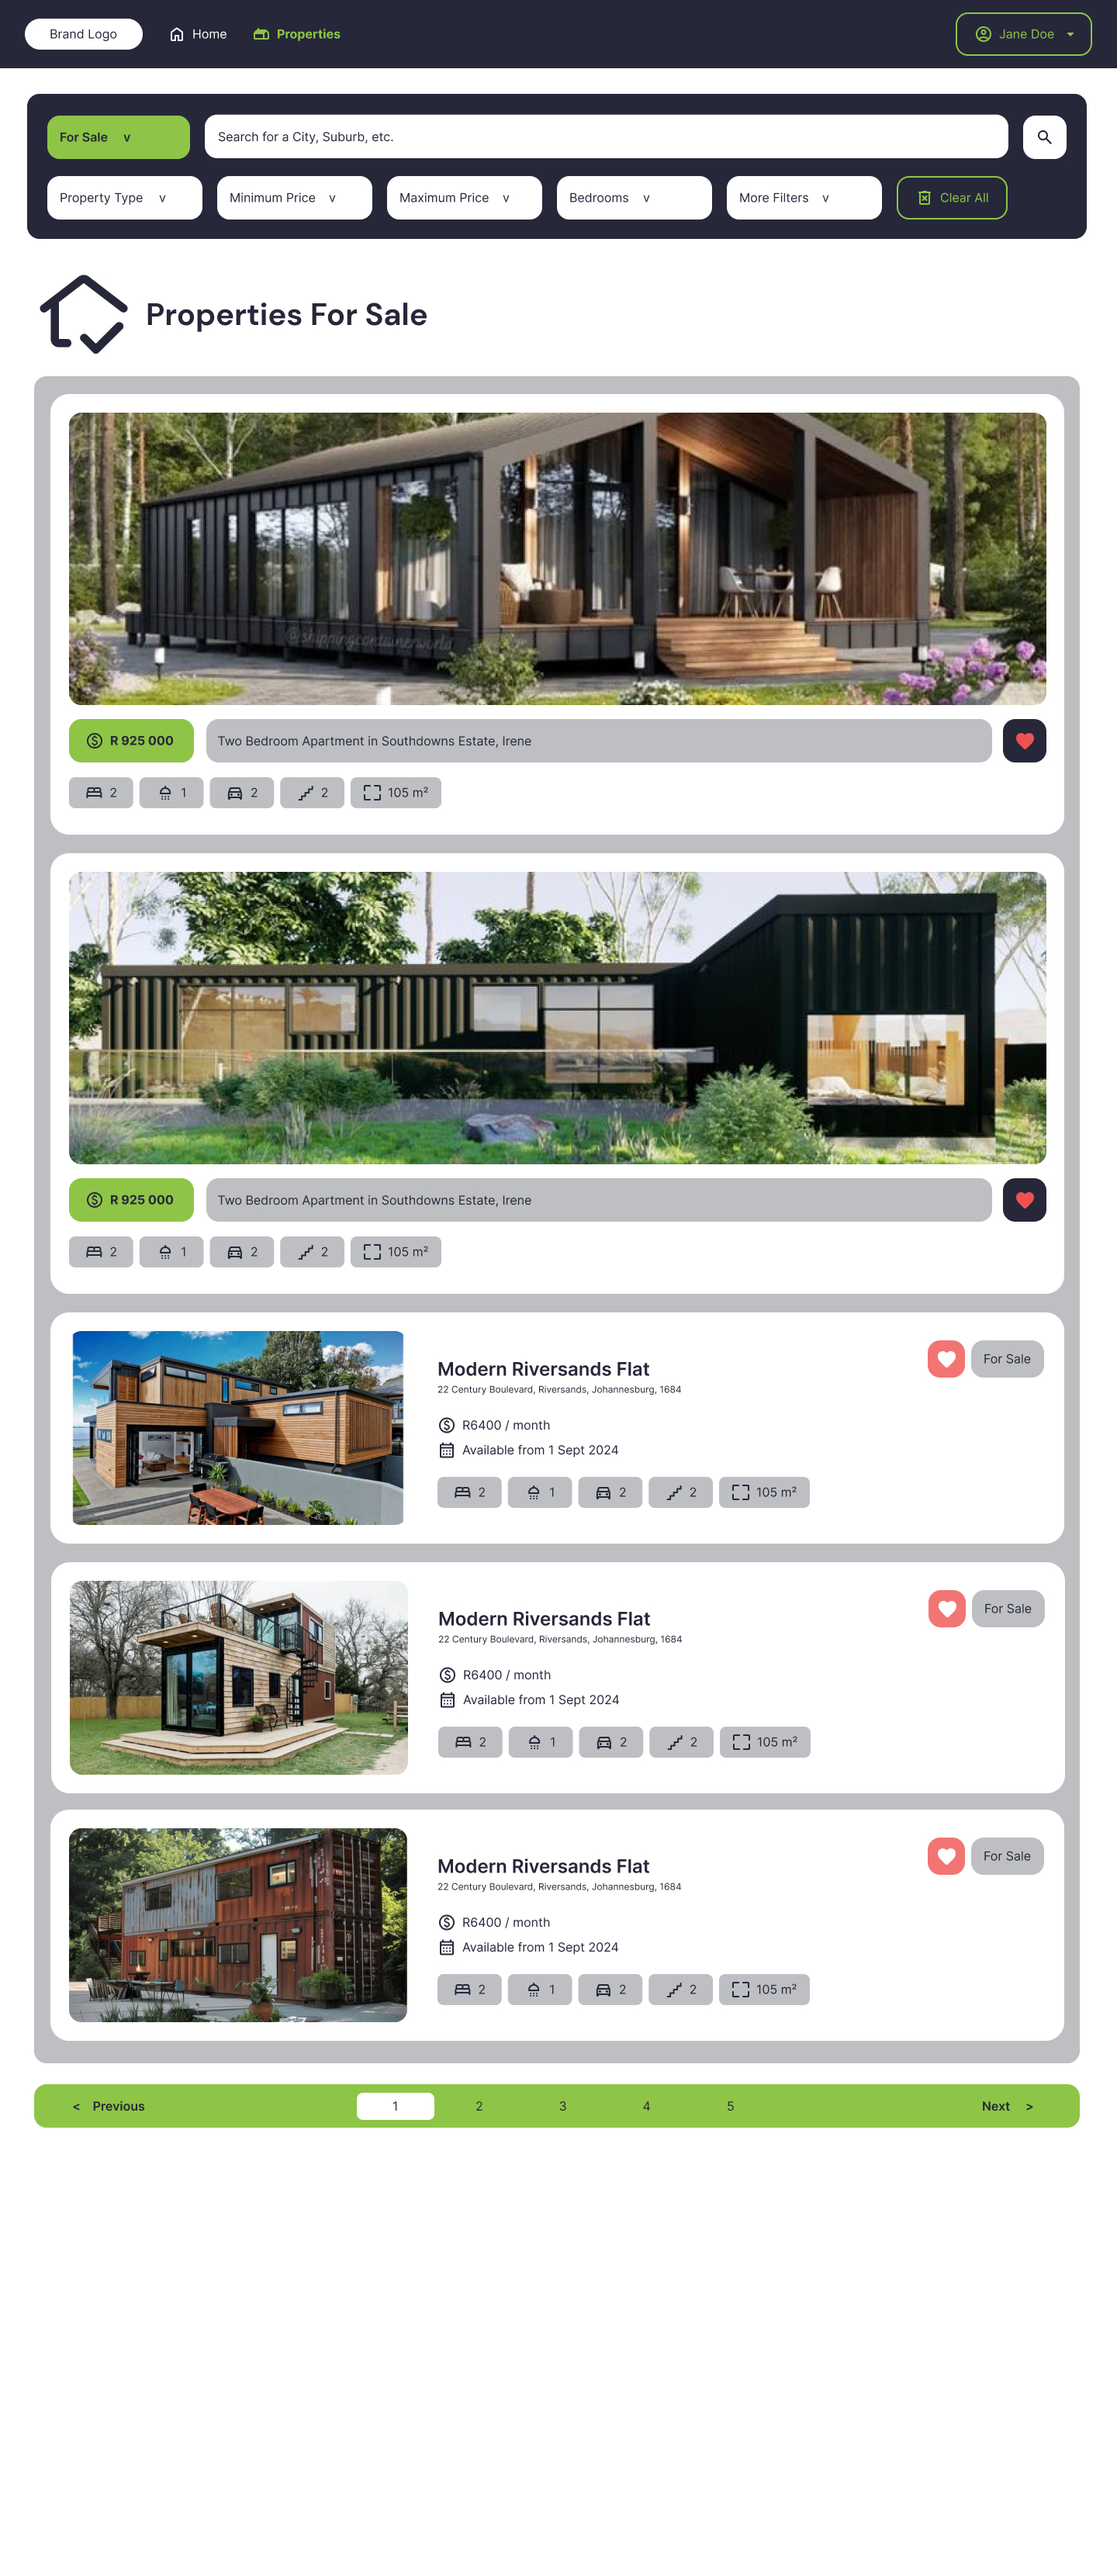 Brand Logo
Home
Properties
Jane Doe
For Sale v
Search for a City, Suburb, etc.
Property Type v
Minimum Price v
Maximum Price v
Bedrooms v
More Filters v
Clear All
Properties For Sale
@shippingcontainerworld
R 925 000
Two Bedroom Apartment in Southdowns Estate, Irene
2 1 2 2 105 m²
R 925 000
Two Bedroom Apartment in Southdowns Estate, Irene
2 1 2 2 105 m²
Modern Riversands Flat
For Sale
22 Century Boulevard, Riversands, Johannesburg, 1684
R6400 / month
Available from 1 Sept 2024
2 1 2 2 105 m²
Modern Riversands Flat
For Sale
22 Century Boulevard, Riversands, Johannesburg, 1684
R6400 / month
Available from 1 Sept 2024
2 1 2 2 105 m²
Modern Riversands Flat
For Sale
22 Century Boulevard, Riversands, Johannesburg, 1684
R6400 / month
Available from 1 Sept 2024
2 1 2 2 105 m²
< Previous 1 2 3 4 5 Next >